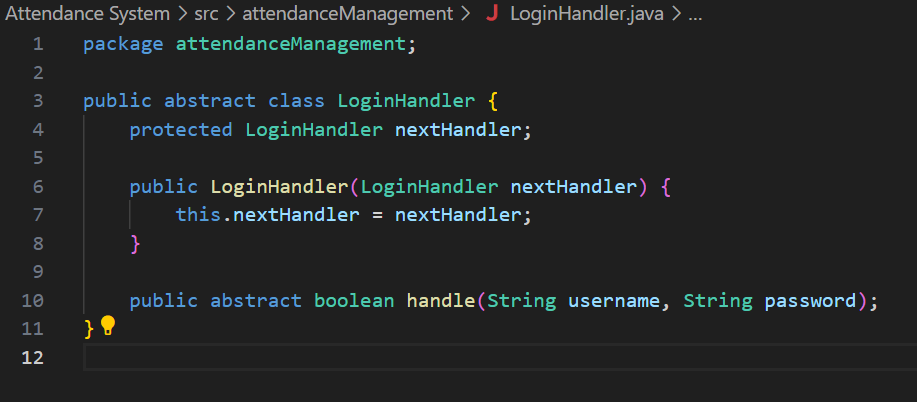 Attendance System > src > attendanceManagement > J LoginHandler.java > ...
1 package attendanceManagement;
2
3 public abstract class LoginHandler {
4     protected LoginHandler nextHandler;
5
6     public LoginHandler(LoginHandler nextHandler) {
7         this.nextHandler = nextHandler;
8     }
9
10     public abstract boolean handle(String username, String password);
11 }
12